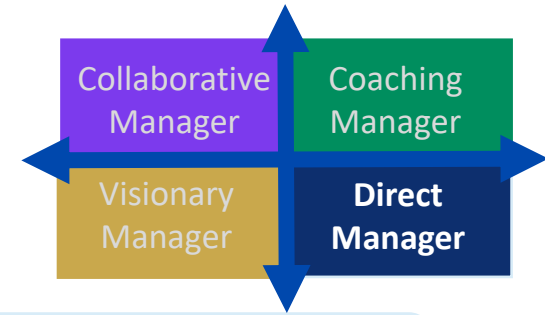 Collaborative
Manager
Coaching
Manager
Visionary
Manager
Direct
Manager